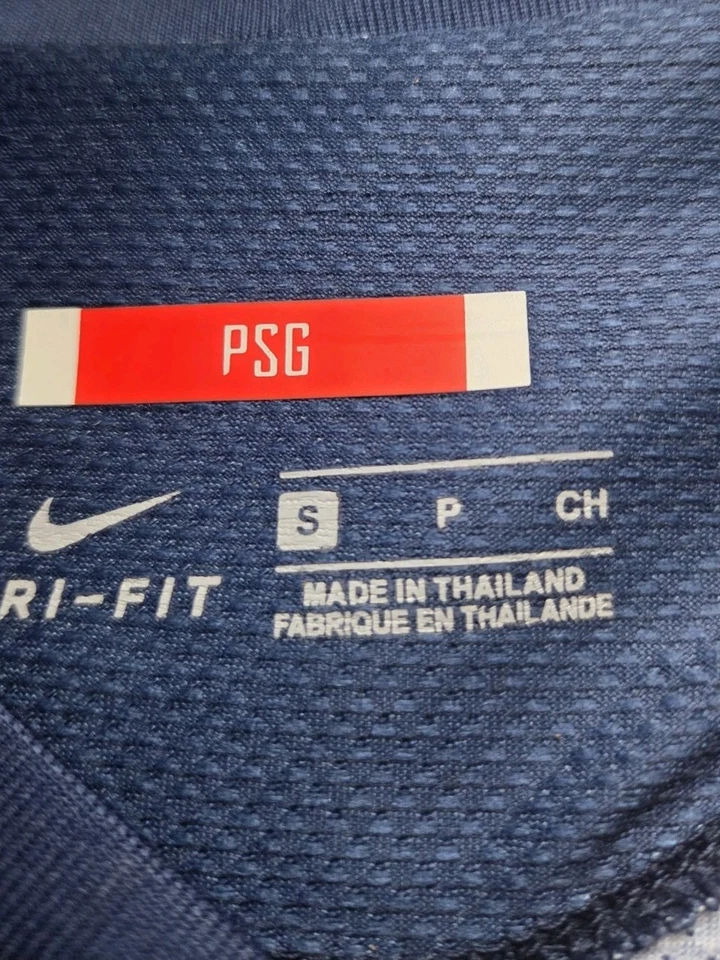 PSG
S P CH
RI-FIT
MADE IN THAILAND
FABRIQUE EN THAILANDE